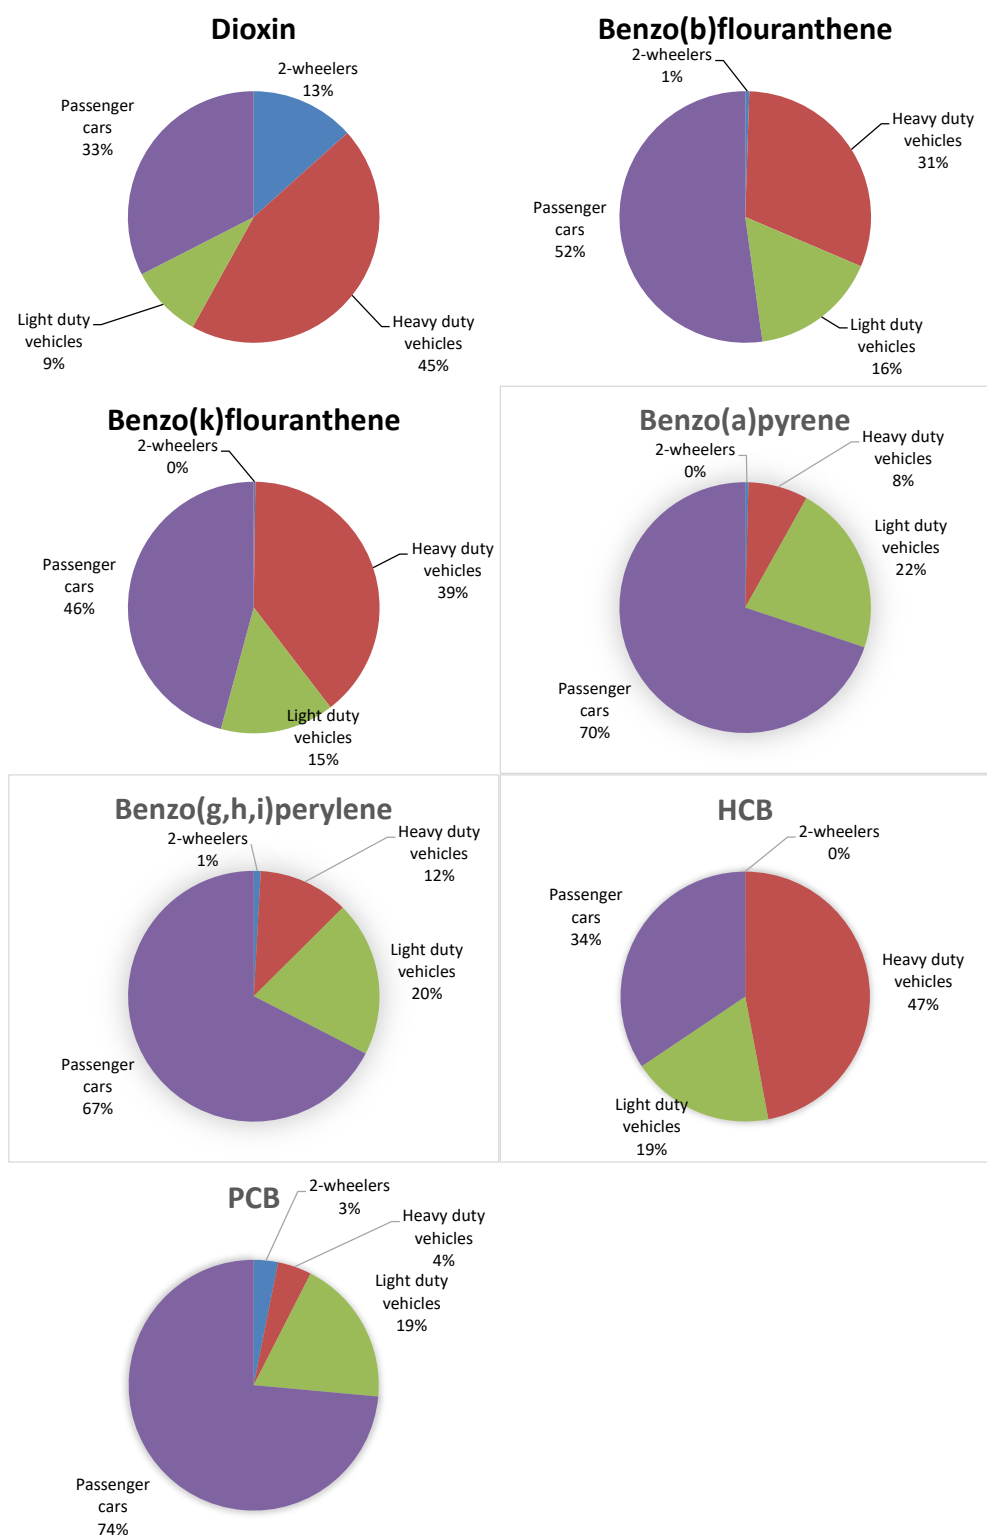 Dioxin
2-wheelers
13%
Passenger
cars
33%
Light duty
vehicles
9%
Heavy duty
vehicles
45%
Benzo(b)flouranthene
2-wheelers
1%
Heavy duty
vehicles
31%
Passenger
cars
52%
Light duty
vehicles
16%
Benzo(k)flouranthene
2-wheelers
0%
Heavy duty
vehicles
39%
Passenger
cars
46%
Light duty
vehicles
15%
Benzo(a)pyrene
2-wheelers
0%
Heavy duty
vehicles
8%
Light duty
vehicles
22%
Passenger
cars
70%
Benzo(g,h,i)perylene
2-wheelers
1%
Heavy duty
vehicles
12%
Light duty
vehicles
20%
Passenger
cars
67%
HCB
2-wheelers
0%
Passenger
cars
34%
Heavy duty
vehicles
47%
Light duty
vehicles
19%
PCB
2-wheelers
3%
Heavy duty
vehicles
4%
Light duty
vehicles
19%
Passenger
cars
74%